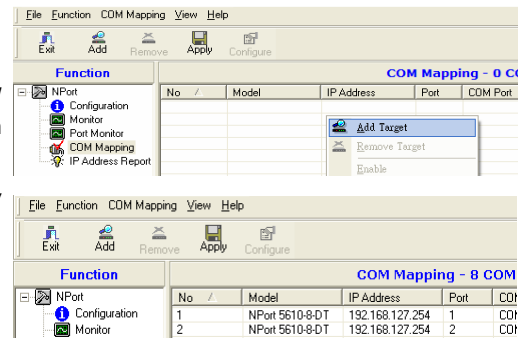 File Function COM Mapping View Help
Exit Add Remove Apply Configure
Function COM Mapping - 0 CO
No Model IP Address Port COM Port
NPort
Configuration
Monitor
Port Monitor
COM Mapping
IP Address Report
Add Target
Remove Target
Enable
File Function COM Mapping View Help
Exit Add Remove Apply Configure
Function COM Mapping - 8 COM
No Model IP Address Port COM
NPort
Configuration
Monitor
1 NPort 5610-8-DT 192.168.127.254 1 COM
2 NPort 5610-8-DT 192.168.127.254 2 COM